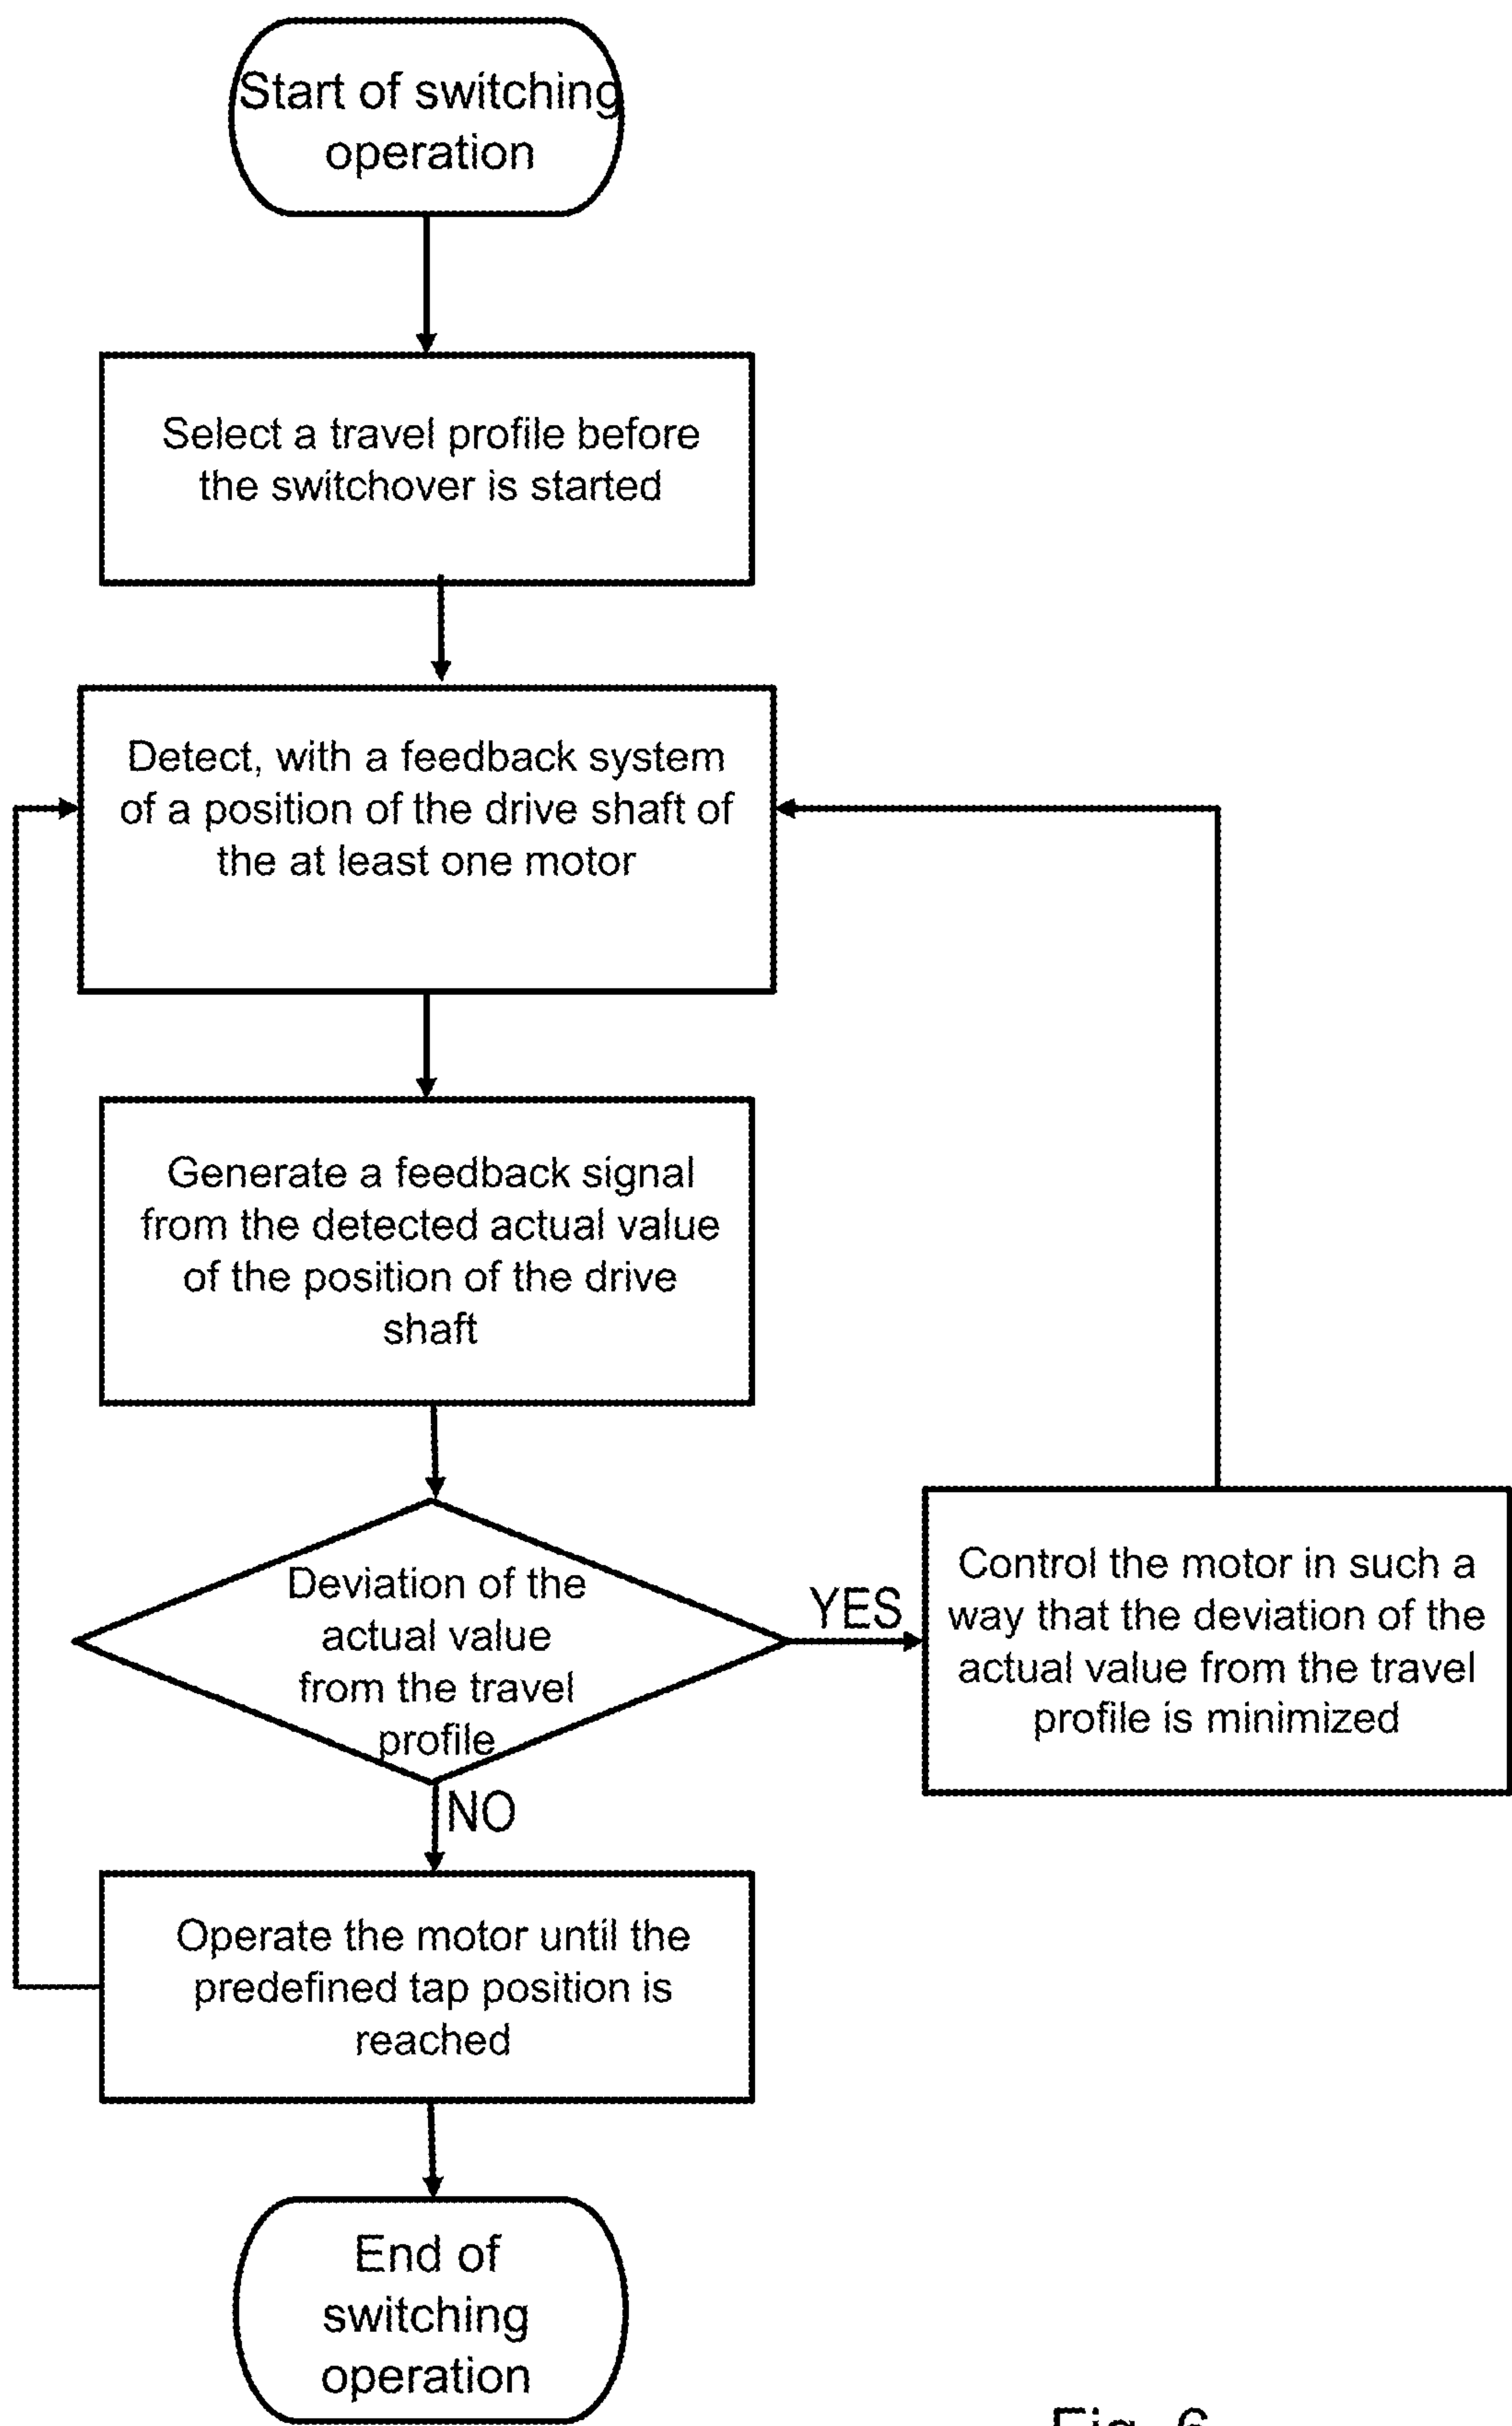 Start of switching
operation
Select a travel profile before
the switchover is started
Detect, with a feedback system
of a position of the drive shaft of
the at least one motor
Generate a feedback signal
from the detected actual value
of the position of the drive
shaft
Deviation of the
actual value
from the travel
profile
YES
Control the motor in such a
way that the deviation of the
actual value from the travel
profile is minimized
NO
Operate the motor until the
predefined tap position is
reached
End of
switching
operation
Fig. 6